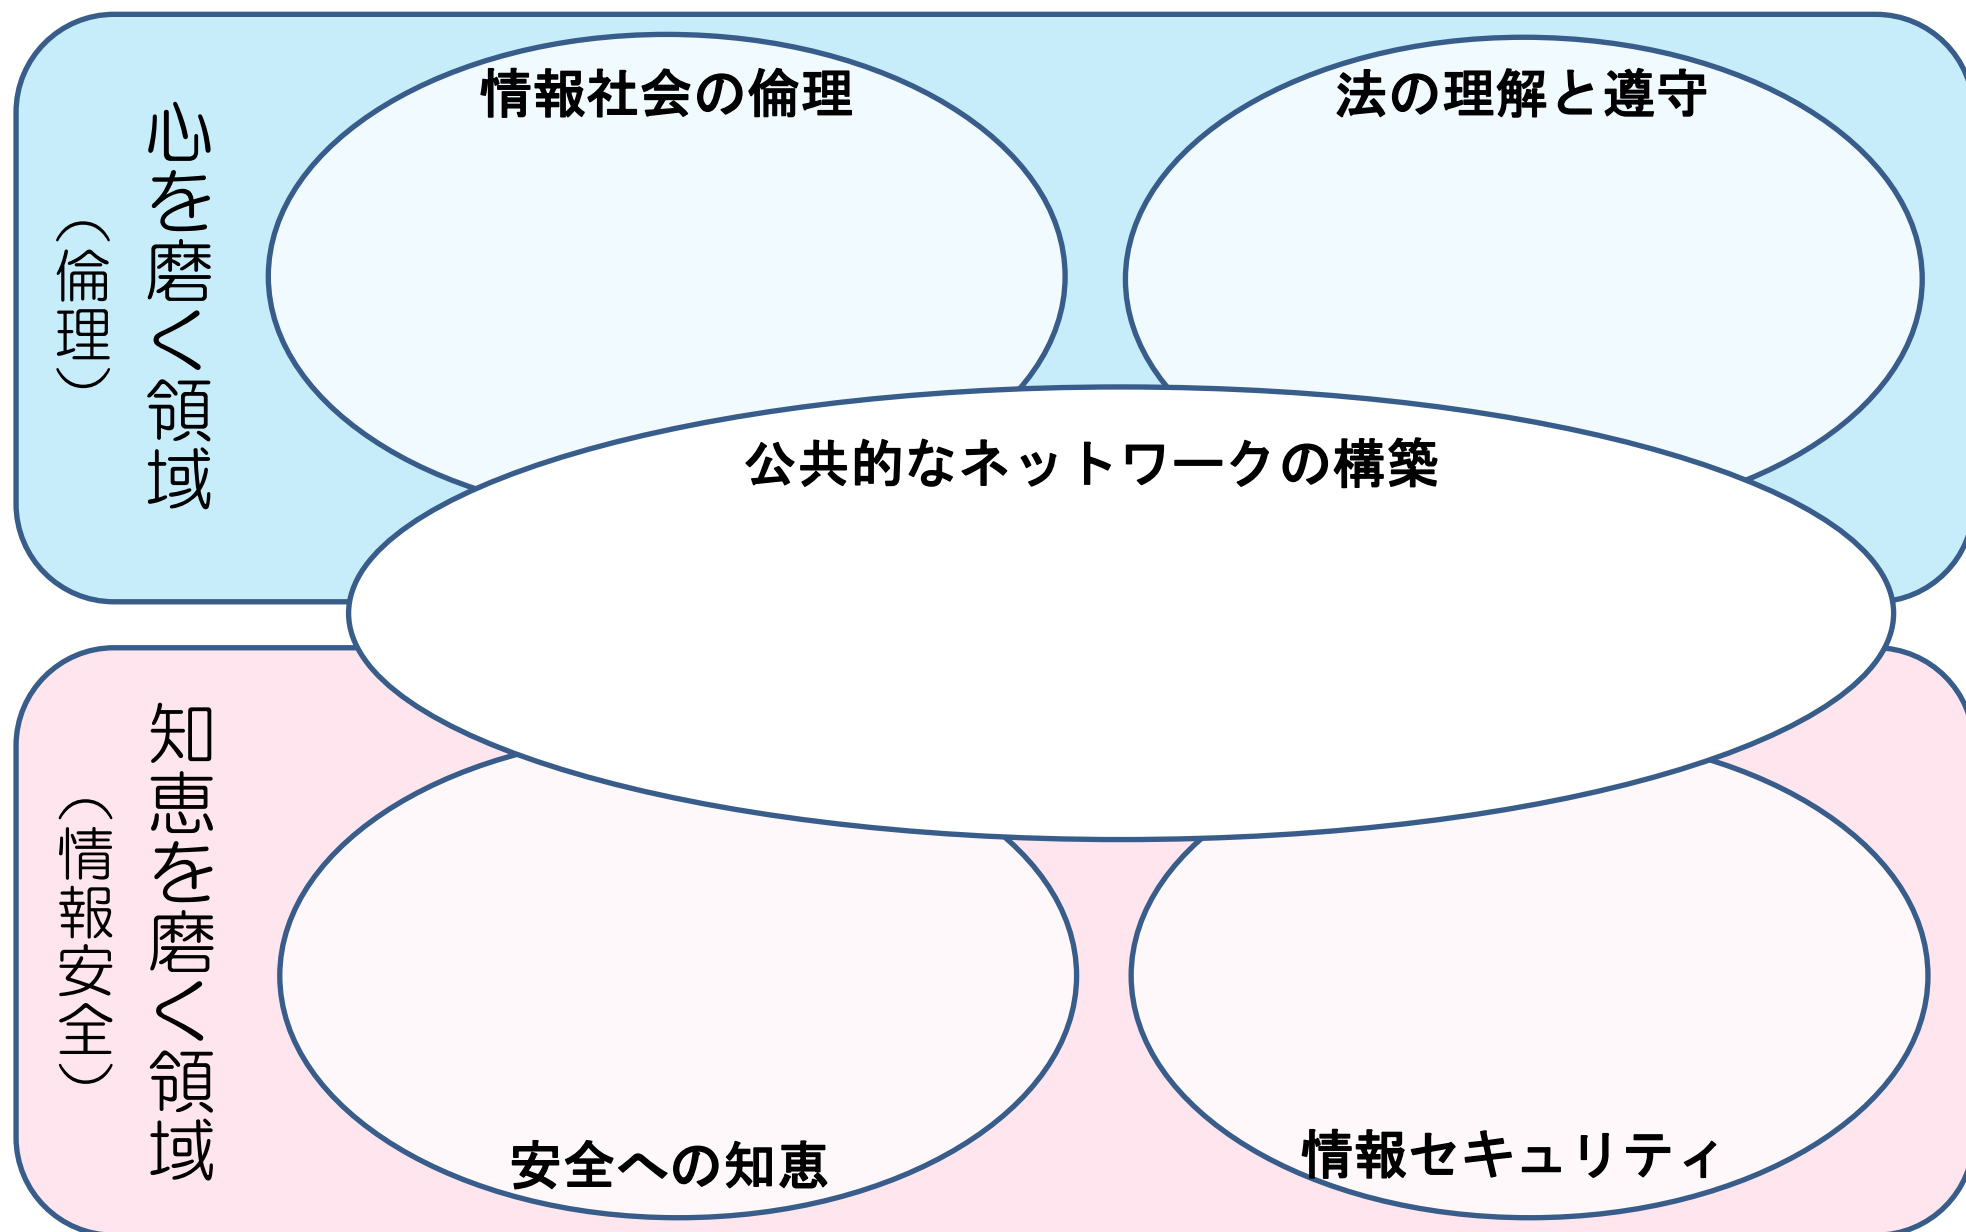 心を磨く領域
（倫理）
情報社会の倫理
法の理解と遵守
公共的なネットワークの構築
知恵を磨く領域
（情報安全）
安全への知恵
情報セキュリティ